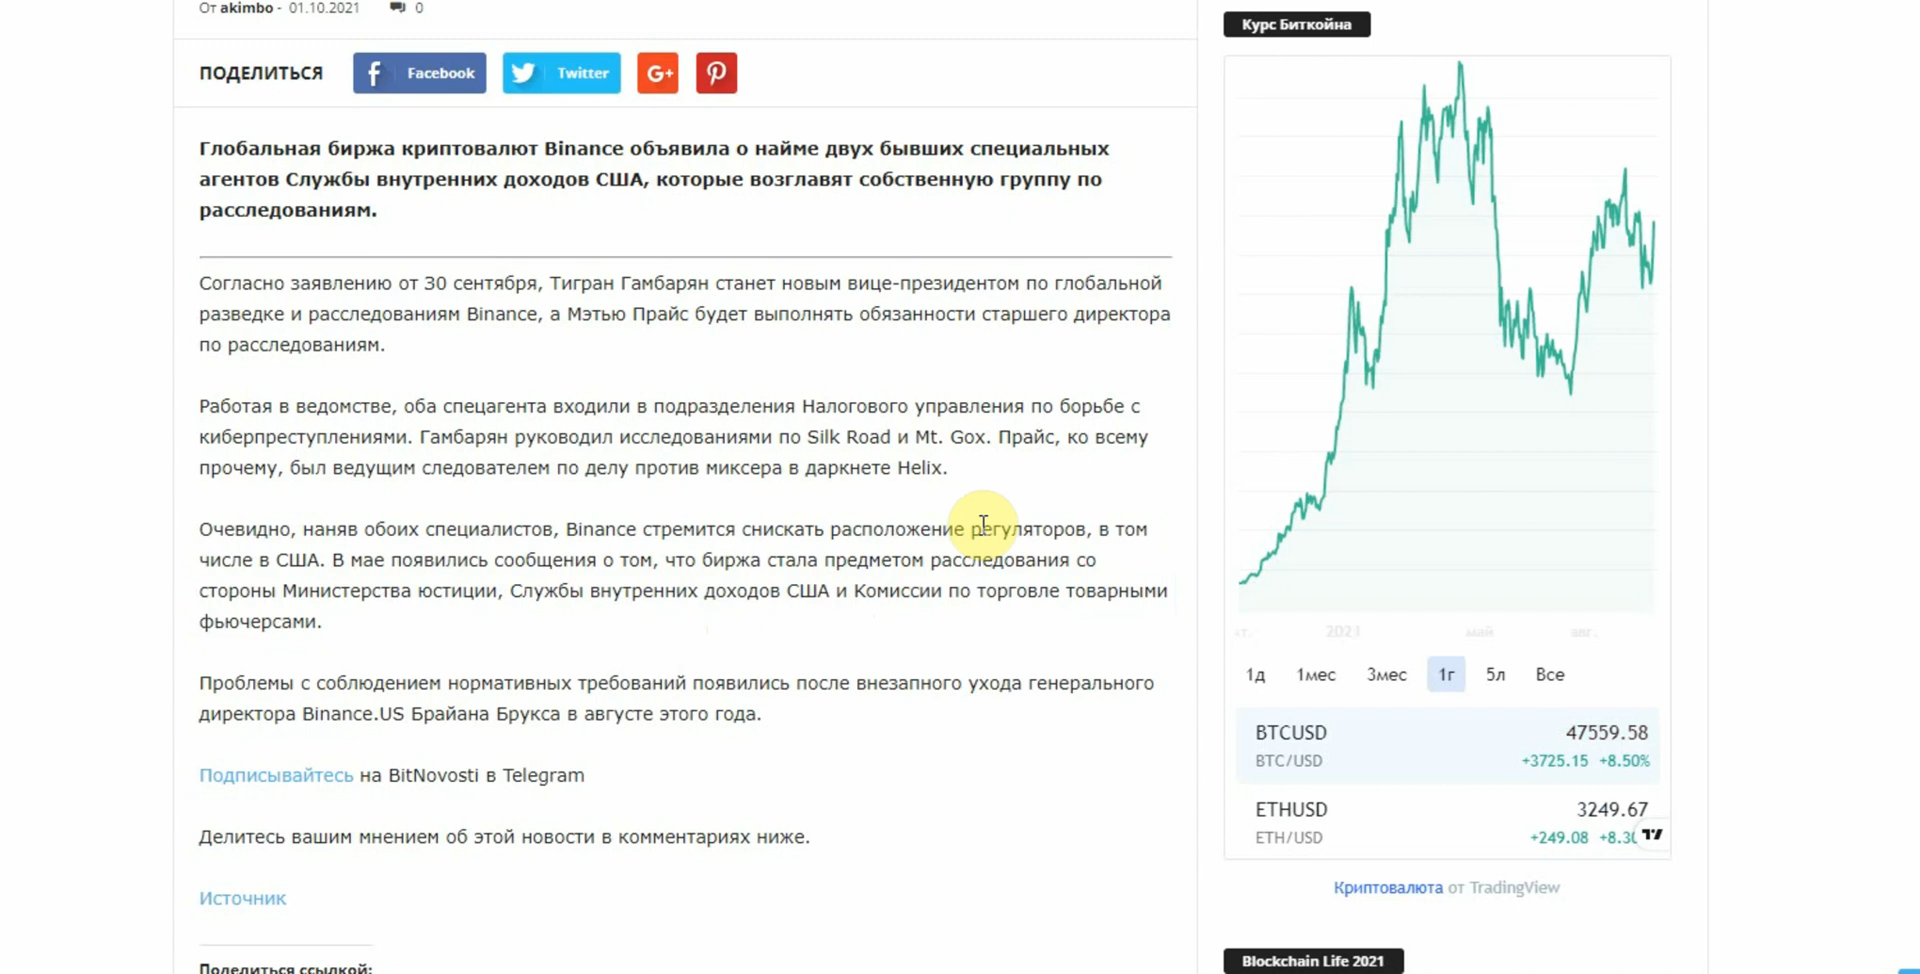 От akimbo - 01.10.2021 0
ПОДЕЛИТЬСЯ Facebook Twitter G+
Глобальная биржа криптовалют Binance объявила о найме двух бывших специальных
агентов Службы внутренних доходов США, которые возглавят собственную группу по
расследованиям.
Согласно заявлению от 30 сентября, Тигран Гамбарян станет новым вице-президентом по глобальной
разведке и расследованиям Binance, а Мэтью Прайс будет выполнять обязанности старшего директора
по расследованиям.
Работая в ведомстве, оба спецагента входили в подразделения Налогового управления по борьбе с
киберпреступлениями. Гамбарян руководил исследованиями по Silk Road и Mt. Gox. Прайс, ко всему
прочему, был ведущим следователем по делу против миксера в даркнете Helix.
Очевидно, наняв обоих специалистов, Binance стремится снискать расположение регуляторов, в том
числе в США. В мае появились сообщения о том, что биржа стала предметом расследования со
стороны Министерства юстиции, Службы внутренних доходов США и Комиссии по торговле товарными
фьючерсами.
Проблемы с соблюдением нормативных требований появились после внезапного ухода генерального
директора Binance.US Брайана Брукса в августе этого года.
Подписывайтесь на BitNovosti в Telegram
Делитесь вашим мнением об этой новости в комментариях ниже.
Источник
Поделиться ссылкой:
Курс Биткойна
2021 май авг.
1д 1мес 3мес 1г 5л Все
BTCUSD 47559.58
BTC/USD +3725.15 +8.50%
ETHUSD 3249.67
ETH/USD +249.08
Криптовалюта от TradingView
Blockchain Life 2021